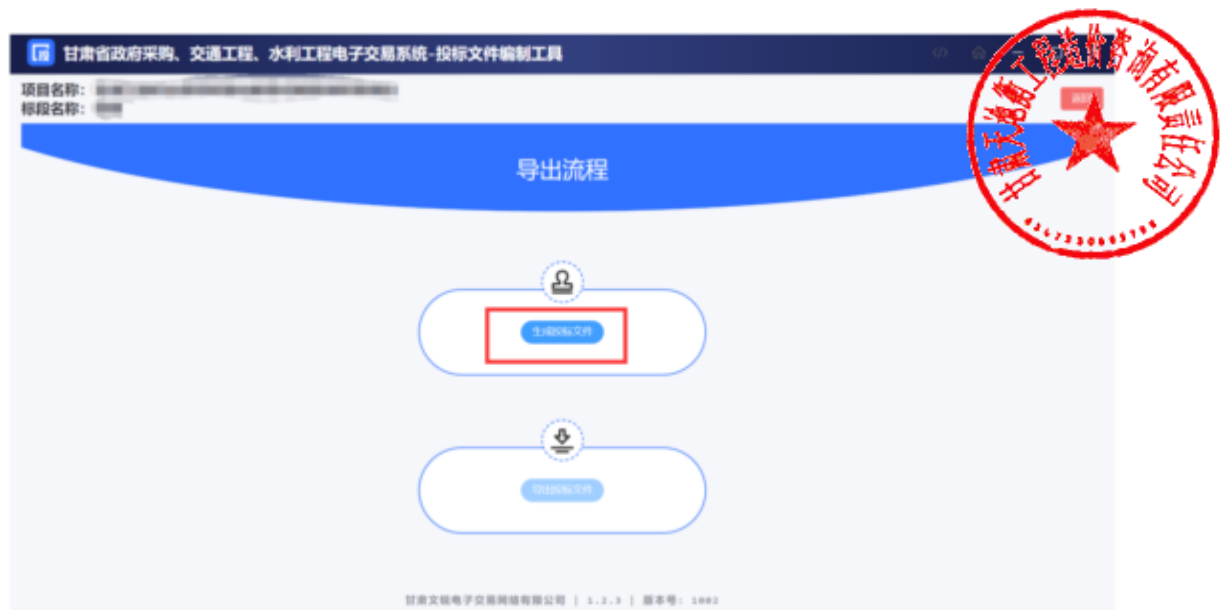 甘肃省政府采购、交通工程、水利工程电子交易系统-投标文件编制工具
项目名称：
标段名称：
导出流程
生成投标文件
导出投标文件
甘肃文锐电子交易网络有限公司 | 1.2.3 | 版本号: 1002